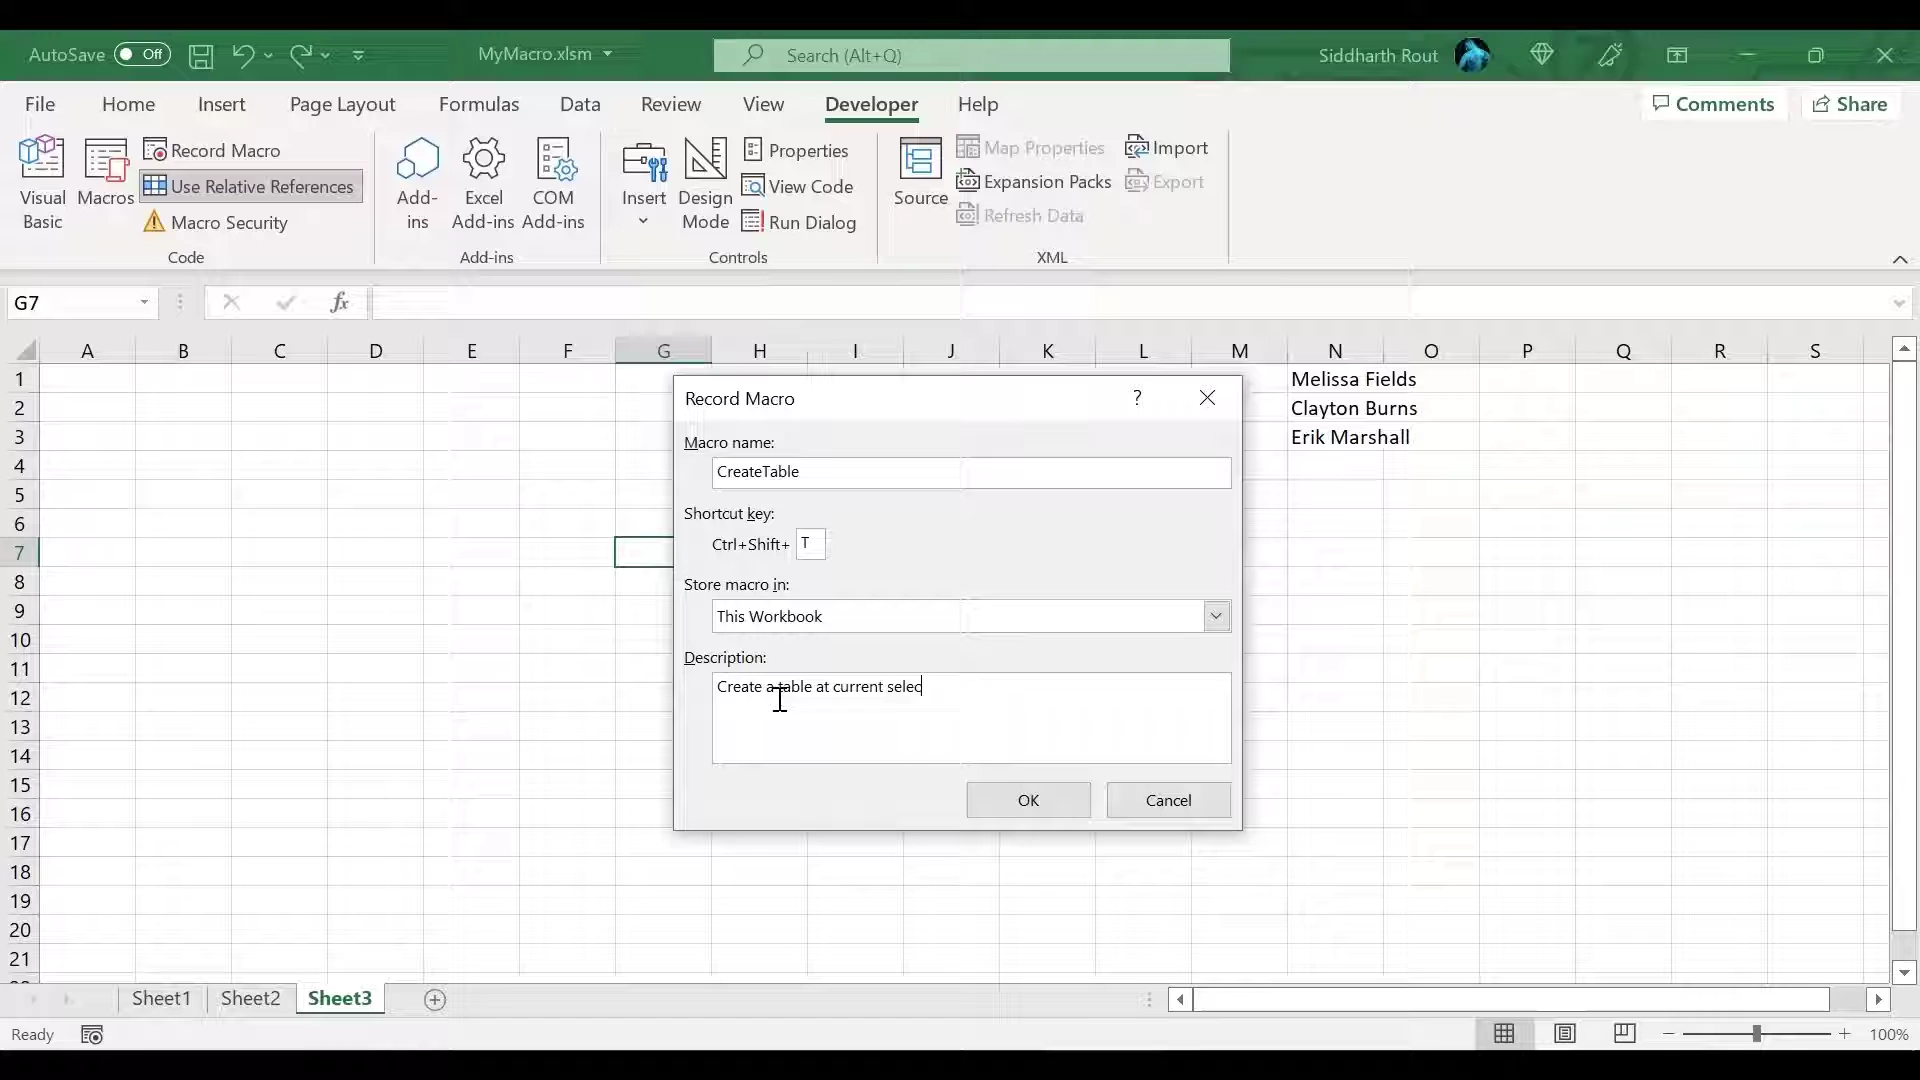 AutoSave Off MyMacro.xlsm Search (Alt+Q) Siddharth Rout
File Home Insert Page Layout Formulas Data Review View Developer Help Comments Share
Visual Basic
Macros
Record Macro
Use Relative References
Macro Security
Code
Add-ins
Excel Add-ins
COM Add-ins
Add-ins
Insert
Design Mode
Properties
View Code
Run Dialog
Controls
Source
Map Properties
Expansion Packs
Refresh Data
Import
Export
XML
G7 fx
A B C D E F G H I J K L M N O P Q R S
1 Melissa Fields
2 Clayton Burns
3 Erik Marshall
4
5
6
7
8
9
10
11
12
13
14
15
16
17
18
19
20
21
Record Macro ?
Macro name:
CreateTable
Shortcut key:
Ctrl+Shift+ T
Store macro in:
This Workbook
Description:
Create a table at current selec
OK Cancel
Sheet1 Sheet2 Sheet3
Ready 100%